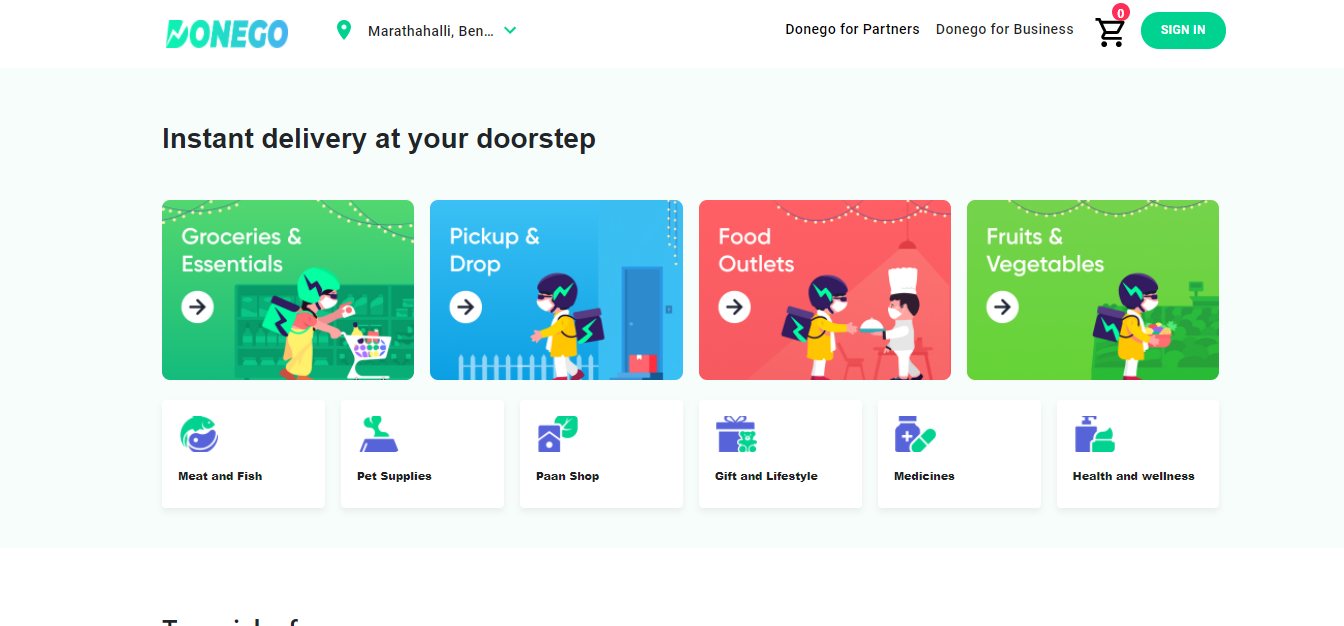 DONEGO
Marathahalli, Ben...
Donego for Partners
Donego for Business
0
SIGN IN
Instant delivery at your doorstep
Groceries &
Essentials
Pickup &
Drop
Food
Outlets
Fruits &
Vegetables
Meat and Fish
Pet Supplies
Paan Shop
Gift and Lifestyle
Medicines
Health and wellness